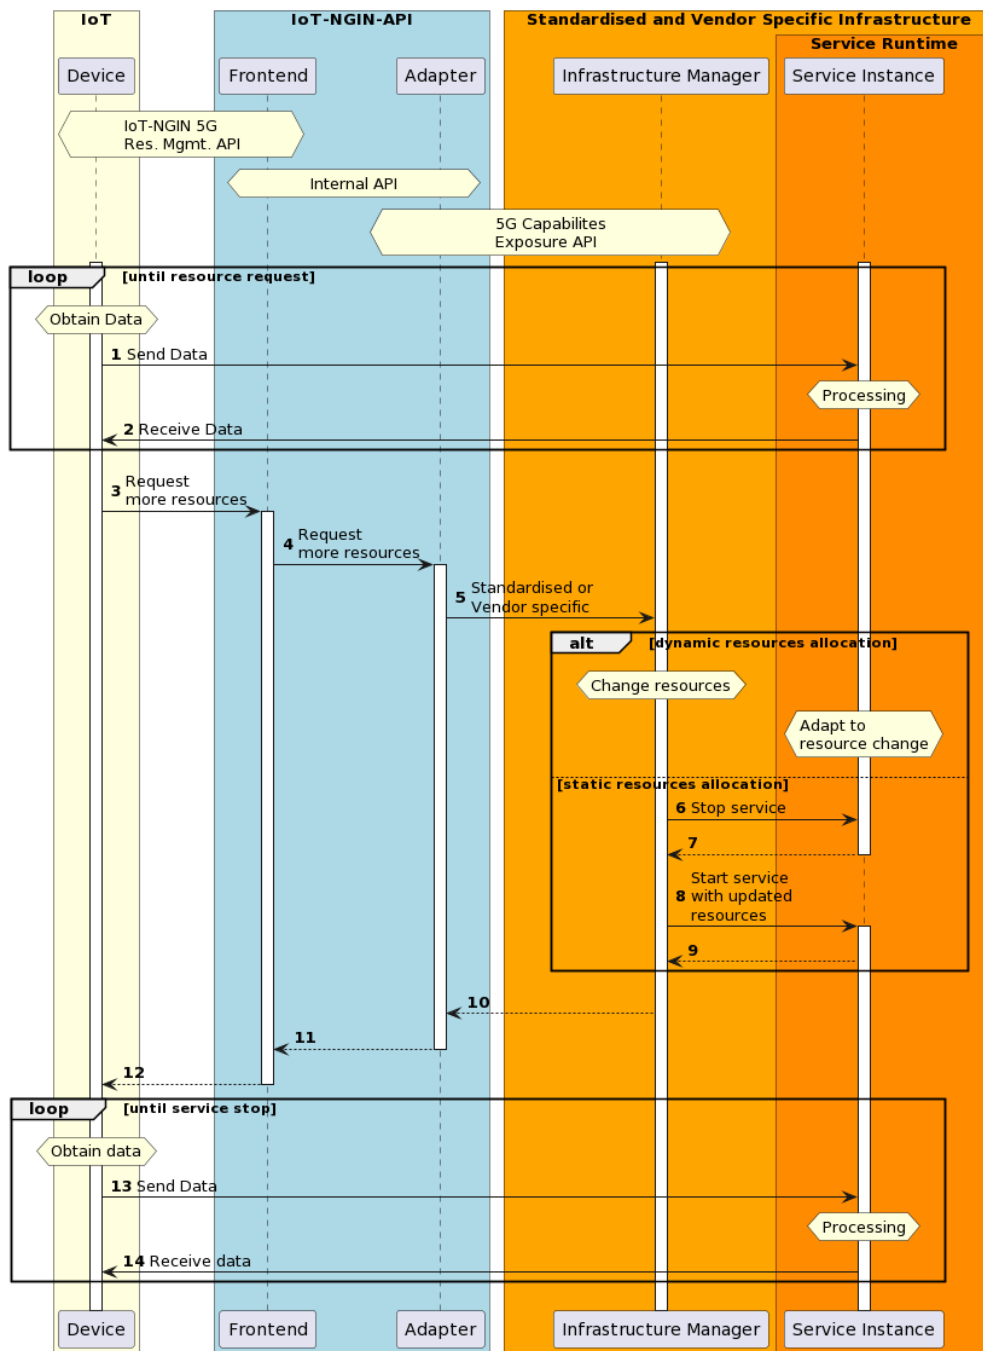 IoT
IoT-NGIN-API
Standardised and Vendor Specific Infrastructure
Service Runtime
Device
Frontend
Adapter
Infrastructure Manager
Service Instance
IoT-NGIN 5G
Res. Mgmt. API
Internal API
5G Capabilites
Exposure API
loop
[until resource request]
Obtain Data
1 Send Data
Processing
2 Receive Data
3 Request
more resources
4 Request
more resources
5 Standardised or
Vendor specific
alt
[dynamic resources allocation]
Change resources
Adapt to
resource change
[static resources allocation]
6 Stop service
7
8 Start service
with updated
resources
9
10
11
12
loop
[until service stop]
Obtain data
13 Send Data
Processing
14 Receive data
Device
Frontend
Adapter
Infrastructure Manager
Service Instance